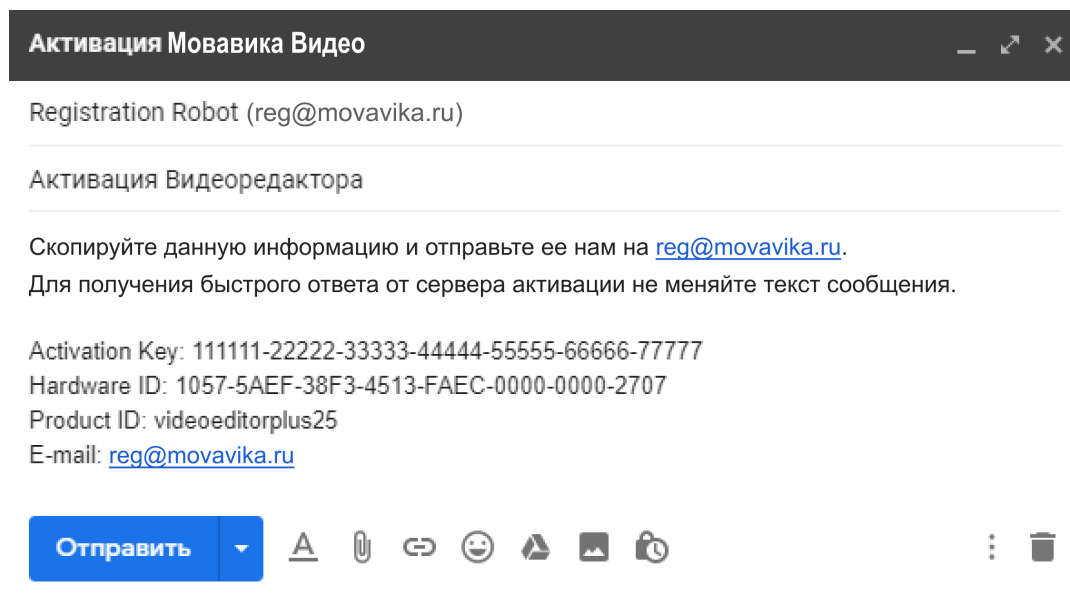 Активация Мовавика Видео
Registration Robot (reg@movavika.ru)
Активация Видеоредактора
Скопируйте данную информацию и отправьте ее нам на reg@movavika.ru.
Для получения быстрого ответа от сервера активации не меняйте текст сообщения.
Activation Key: 111111-22222-33333-44444-55555-66666-77777
Hardware ID: 1057-5AEF-38F3-4513-FAEC-0000-0000-2707
Product ID: videoeditorplus25
E-mail: reg@movavika.ru
Отправить